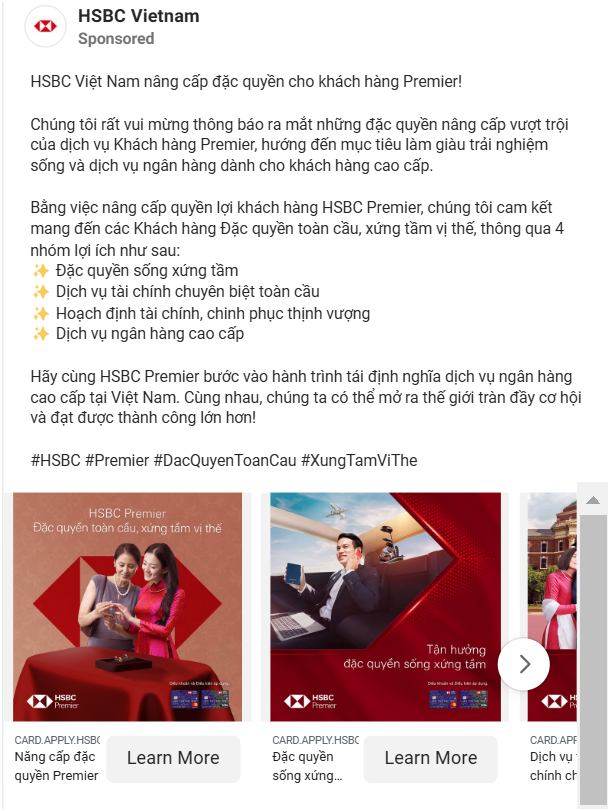 HSBC Vietnam
Sponsored
HSBC Việt Nam nâng cấp đặc quyền cho khách hàng Premier!
Chúng tôi rất vui mừng thông báo ra mắt những đặc quyền nâng cấp vượt trội
của dịch vụ Khách hàng Premier, hướng đến mục tiêu làm giàu trải nghiệm
sống và dịch vụ ngân hàng dành cho khách hàng cao cấp.
Bằng việc nâng cấp quyền lợi khách hàng HSBC Premier, chúng tôi cam kết
mang đến các Khách hàng Đặc quyền toàn cầu, xứng tầm vị thế, thông qua 4
nhóm lợi ích như sau:
✨ Đặc quyền sống xứng tầm
✨ Dịch vụ tài chính chuyên biệt toàn cầu
✨ Hoạch định tài chính, chinh phục thịnh vượng
✨ Dịch vụ ngân hàng cao cấp
Hãy cùng HSBC Premier bước vào hành trình tái định nghĩa dịch vụ ngân hàng
cao cấp tại Việt Nam. Cùng nhau, chúng ta có thể mở ra thế giới tràn đầy cơ hội
và đạt được thành công lớn hơn!
#HSBC #Premier #DacQuyenToanCau #XungTamViThe
HSBC Premier
Đặc quyền toàn cầu, xứng tầm vị thế
Điều khoản và Điều kiện áp dụng.
HSBC
Premier
CARD.APPLY.HSBC
Nâng cấp đặc
quyền Premier
Learn More
Tận hưởng
đặc quyền sống xứng tầm
Điều khoản và Điều kiện áp dụng.
HSBC
Premier
CARD.APPLY.HSBC
Đặc quyền
sống xứng...
Learn More
Premier
CARD.APP
Dịch vụ
chính ch